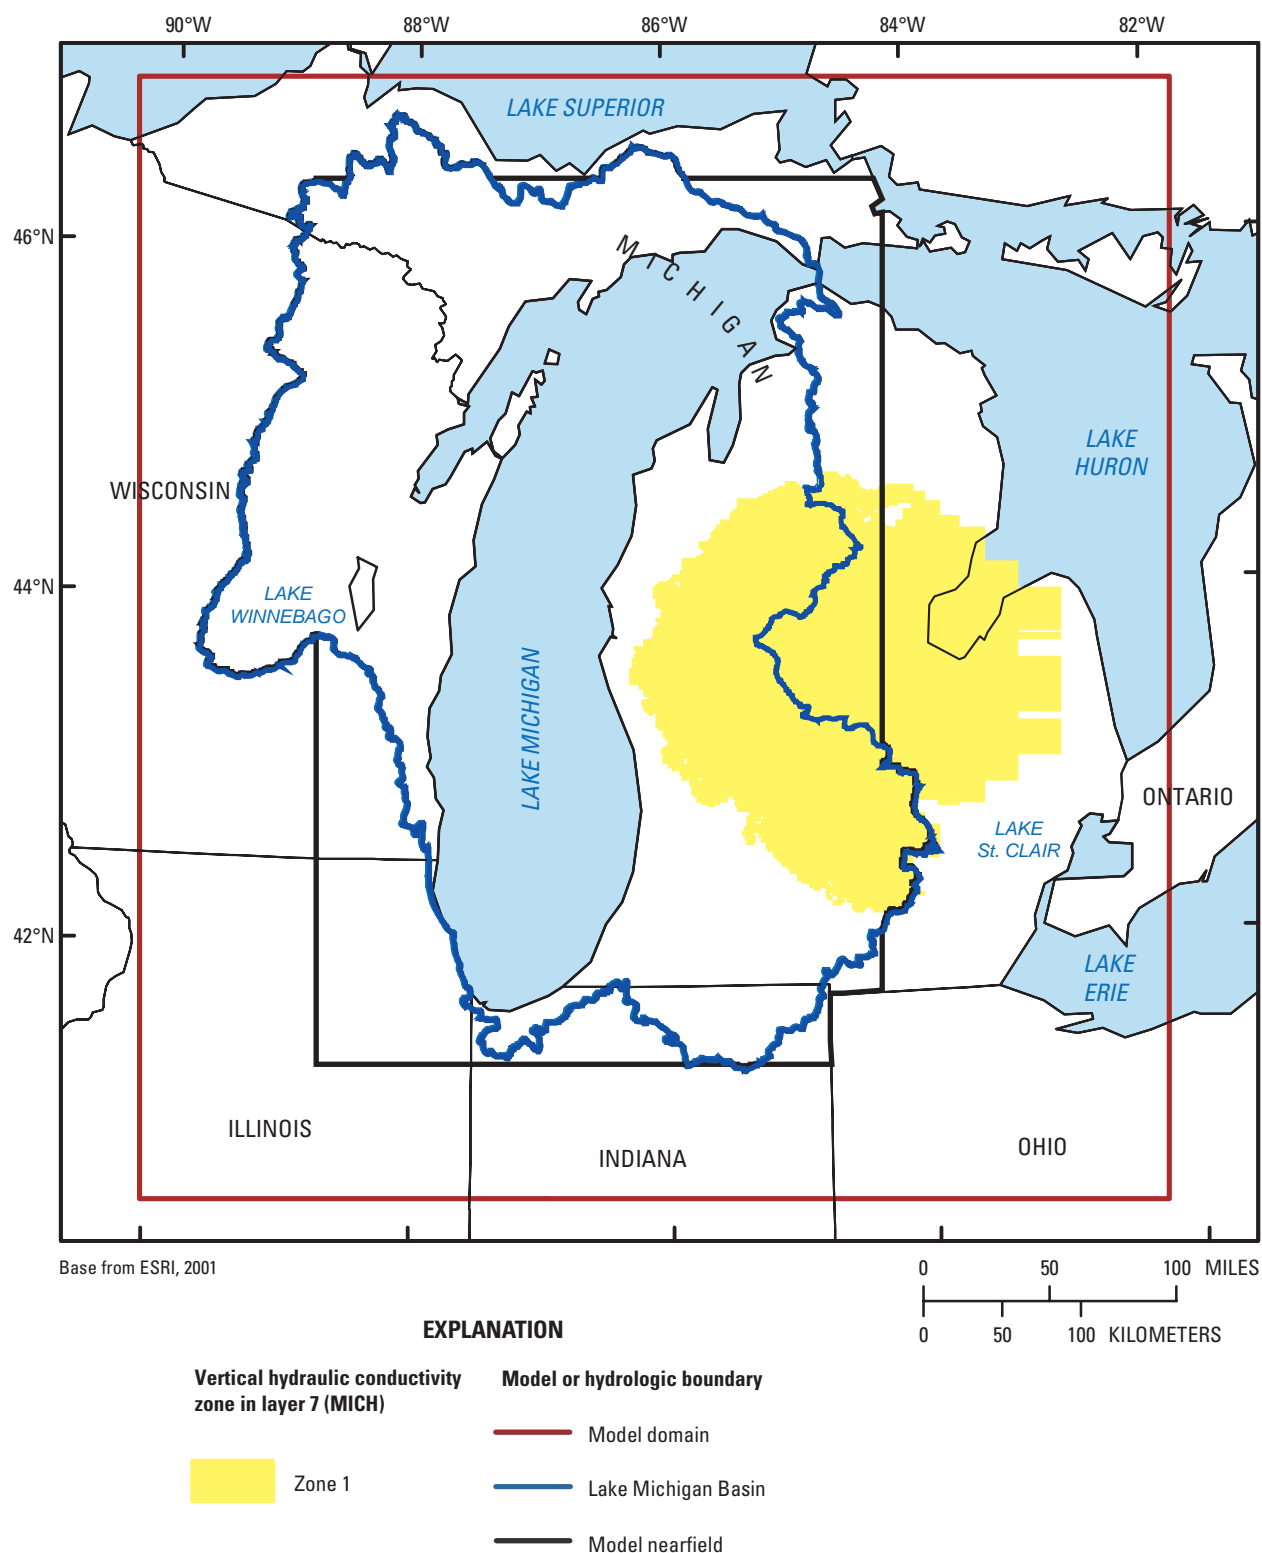 90°W 88°W 86°W 84°W 82°W
LAKE SUPERIOR
46°N
MICHIGAN
LAKE
HURON
WISCONSIN
44°N
LAKE
WINNEBAGO
LAKE MICHIGAN
ONTARIO
LAKE
St. CLAIR
42°N
LAKE
ERIE
ILLINOIS
INDIANA
OHIO
Base from ESRI, 2001
0 50 100 MILES
0 50 100 KILOMETERS
EXPLANATION
Vertical hydraulic conductivity
zone in layer 7 (MICH)
Zone 1
Model or hydrologic boundary
Model domain
Lake Michigan Basin
Model nearfield